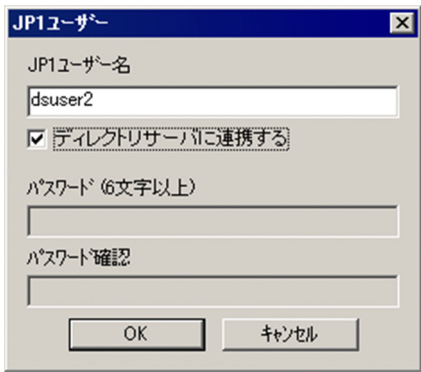 JP1ユーザー
JP1ユーザー名
dsuser2
ディレクトリサーバに連携する
パスワード(6文字以上)
パスワード確認
OK
キャンセル